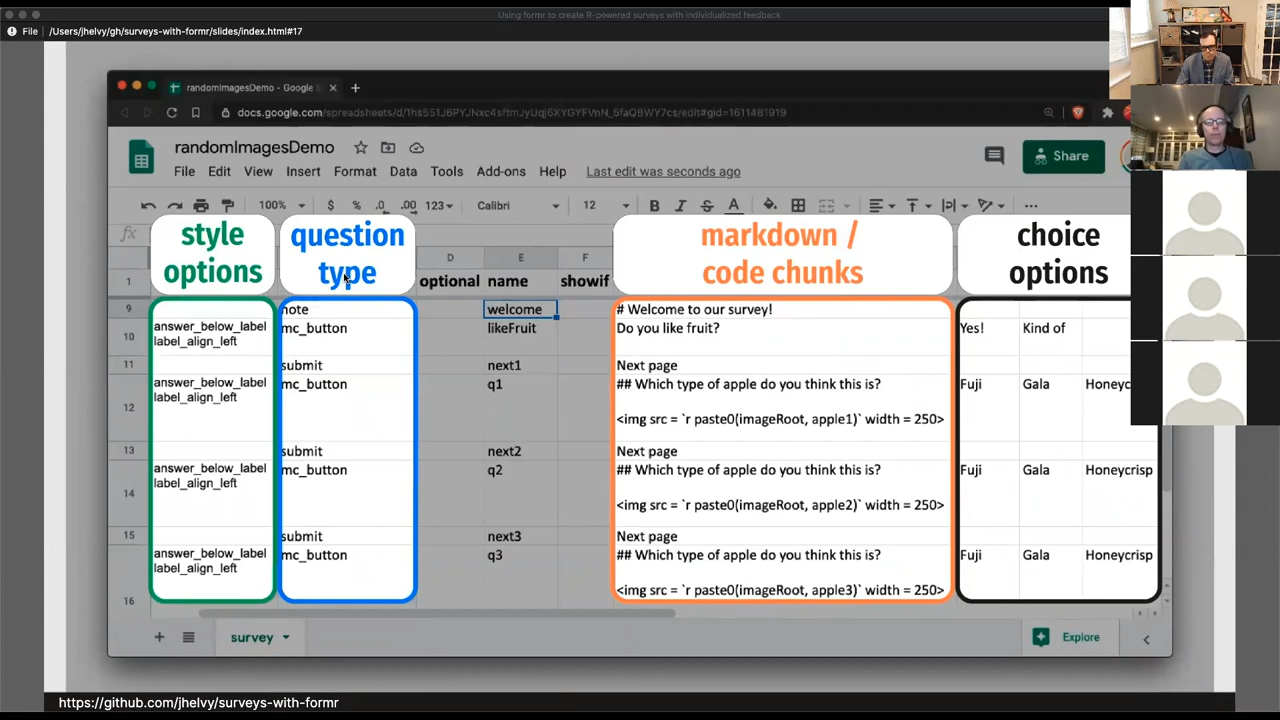 Using formr to create R-powered surveys with individualized feedback
File /Users/jhelvy/gh/surveys-with-formr/slides/index.html#17
randomImagesDemo - Google
randomImagesDemo
File Edit View Insert Format Data Tools Add-ons Help Last edit was seconds ago
Share
100% $ % .0 .00 123 Calibri 12 B I S A
style options
question type
markdown / code chunks
choice options
D E F
1 optional name showif
9 note welcome # Welcome to our survey!
10 answer_below_label label_align_left mc_button likeFruit Do you like fruit? Yes! Kind of
11 submit next1 Next page
12 answer_below_label label_align_left mc_button q1 ## Which type of apple do you think this is? Fuji Gala Honeyc
<img src = `r paste0(imageRoot, apple1)` width = 250>
13 submit next2 Next page
14 answer_below_label label_align_left mc_button q2 ## Which type of apple do you think this is? Fuji Gala Honeycrisp
<img src = `r paste0(imageRoot, apple2)` width = 250>
15 submit next3 Next page
16 answer_below_label label_align_left mc_button q3 ## Which type of apple do you think this is? Fuji Gala Honeycrisp
<img src = `r paste0(imageRoot, apple3)` width = 250>
survey
Explore
https://github.com/jhelvy/surveys-with-formr